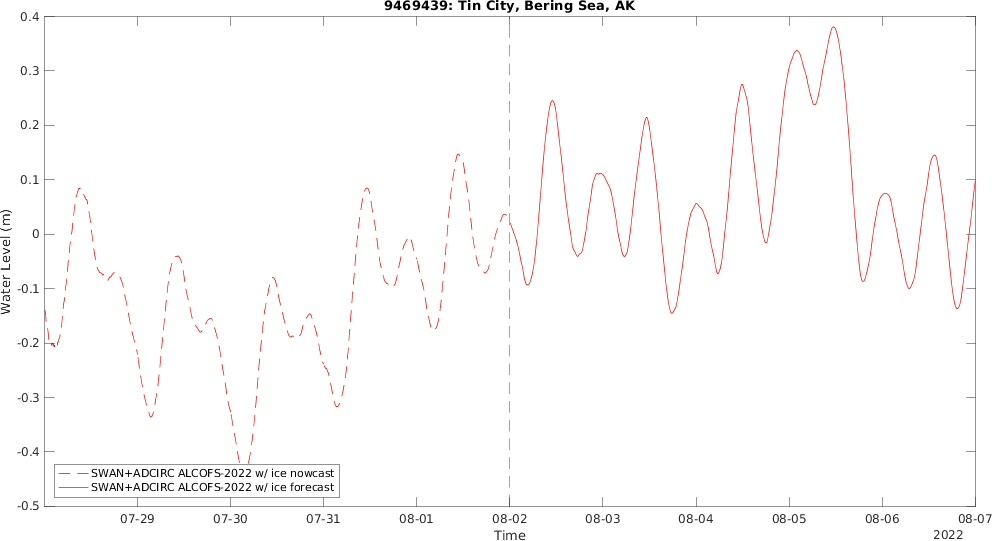 9469439: Tin City, Bering Sea, AK
0.4
0.3
0.2
0.1
0
-0.1
-0.2
-0.3
-0.4
-0.5
Water Level (m)
SWAN+ADCIRC ALCOFS-2022 w/ ice nowcast
SWAN+ADCIRC ALCOFS-2022 w/ ice forecast
07-29 07-30 07-31 08-01 08-02 08-03 08-04 08-05 08-06 08-07
Time
2022